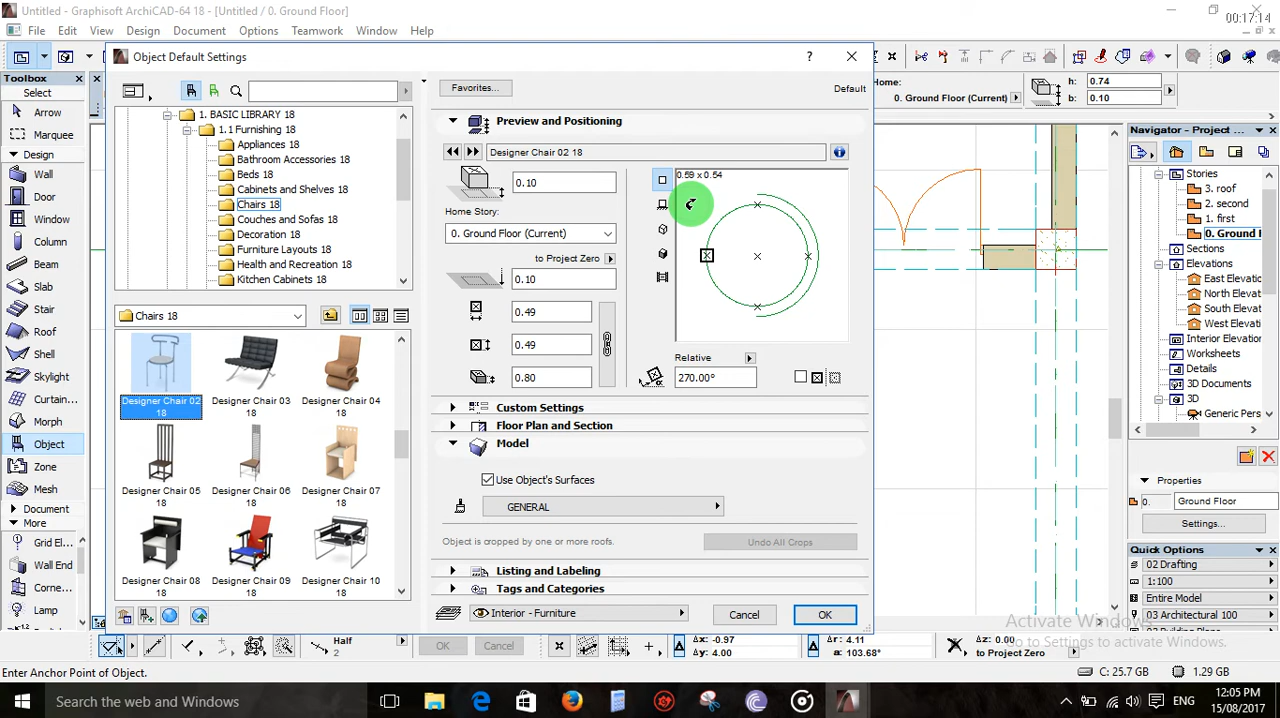 Untitled - Graphisoft ArchiCAD-64 18 - [Untitled / 0. Ground Floor]
00:17:14
File Edit View Design Document Options Teamwork Window Help
Toolbox
Select
Arrow
Marquee
Design
Wall
Door
Window
Column
Beam
Slab
Stair
Roof
Shell
Skylight
Curtain...
Morph
Object
Zone
Mesh
Document
More
Grid El...
Wall End
Corne...
Lamp
Object Default Settings
?
1. BASIC LIBRARY 18
1.1 Furnishing 18
Appliances 18
Bathroom Accessories 18
Beds 18
Cabinets and Shelves 18
Chairs 18
Couches and Sofas 18
Decoration 18
Furniture Layouts 18
Health and Recreation 18
Kitchen Cabinets 18
Chairs 18
Designer Chair 02 18
Designer Chair 03 18
Designer Chair 04 18
Designer Chair 05 18
Designer Chair 06 18
Designer Chair 07 18
Designer Chair 08 18
Designer Chair 09 18
Designer Chair 10 18
Favorites...
Default
Preview and Positioning
Designer Chair 02 18
0.10
Home Story:
0. Ground Floor (Current)
to Project Zero
0.10
0.49
0.49
0.80
0.59 x 0.54
Relative
270.00°
Custom Settings
Floor Plan and Section
Model
Use Object's Surfaces
GENERAL
Object is cropped by one or more roofs.
Undo All Crops
Listing and Labeling
Tags and Categories
Interior - Furniture
Cancel
OK
Home:
0. Ground Floor (Current)
h: 0.74
b: 0.10
Navigator - Project ...
Stories
3. roof
2. second
1. first
0. Ground F
Sections
Elevations
East Elevat
North Elevat
South Elevat
West Elevat
Interior Elevation
Worksheets
Details
3D Documents
3D
Generic Pers
Properties
0. Ground Floor
Settings...
Quick Options
02 Drafting
1:100
Entire Model
03 Architectural 100
Activate Windows
Go to Settings to activate Windows.
Half
2
OK
Cancel
Δx: -0.97
Δy: 4.00
Δr: 4.11
a: 103.68°
Δz: 0.00
to Project Zero
Enter Anchor Point of Object.
C: 25.7 GB
1.29 GB
Search the web and Windows
ENG
12:05 PM
15/08/2017